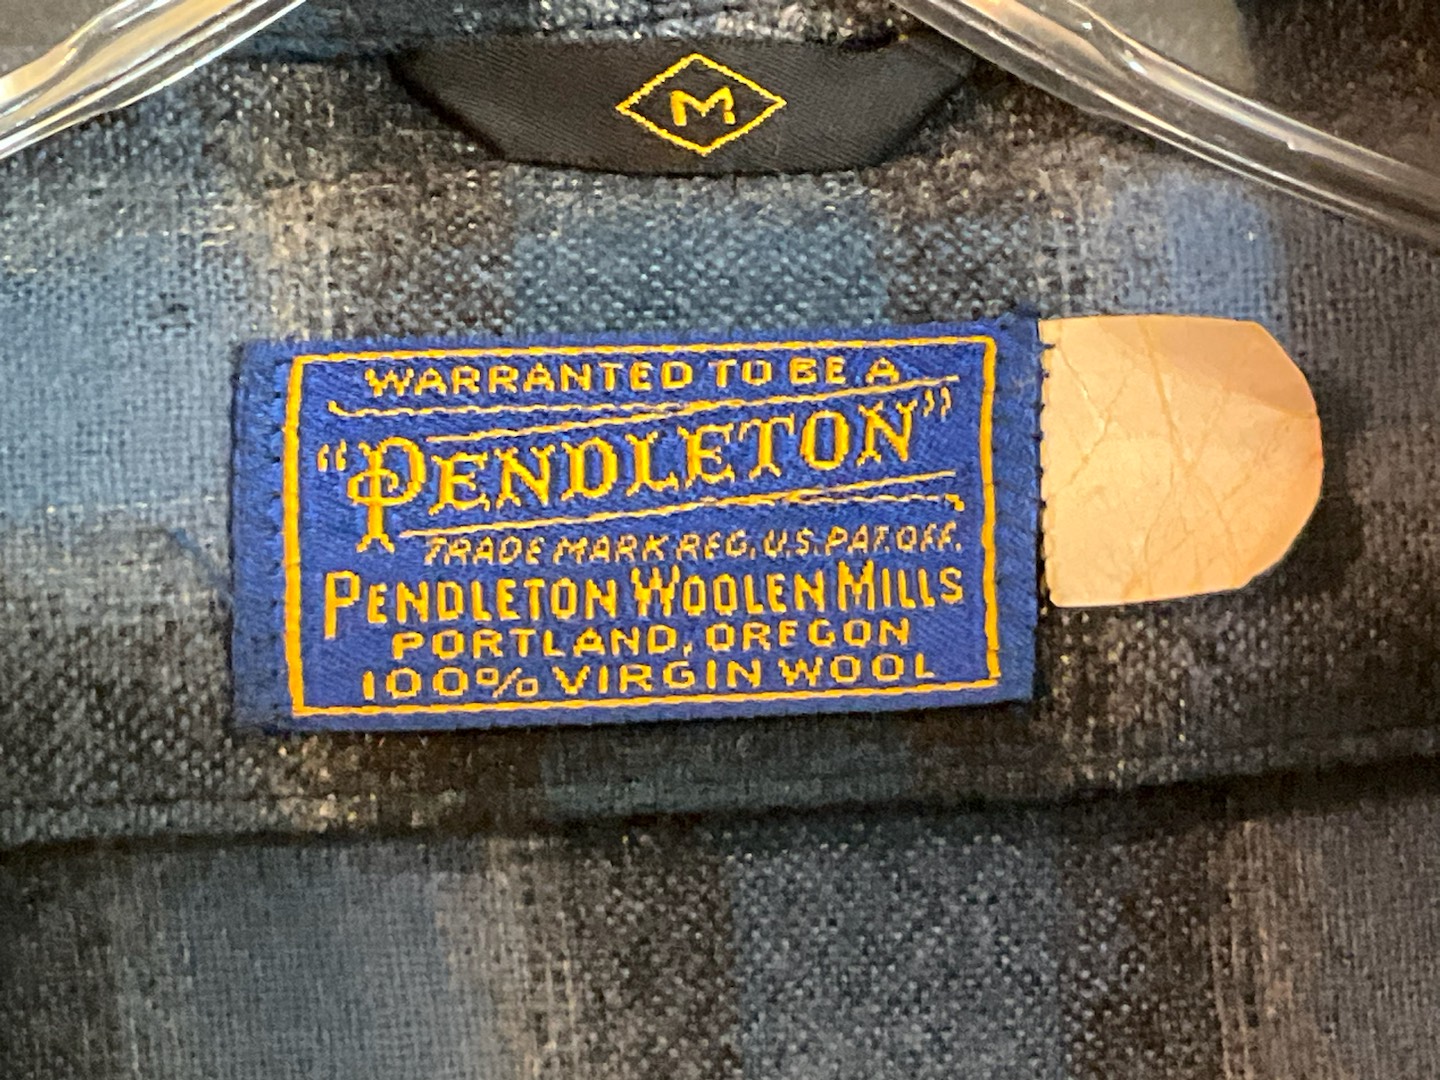 M
WARRANTED TO BE A
"PENDLETON"
TRADE MARK REG. U.S. PAT. OFF.
PENDLETON WOOLEN MILLS
PORTLAND, OREGON
100% VIRGIN WOOL